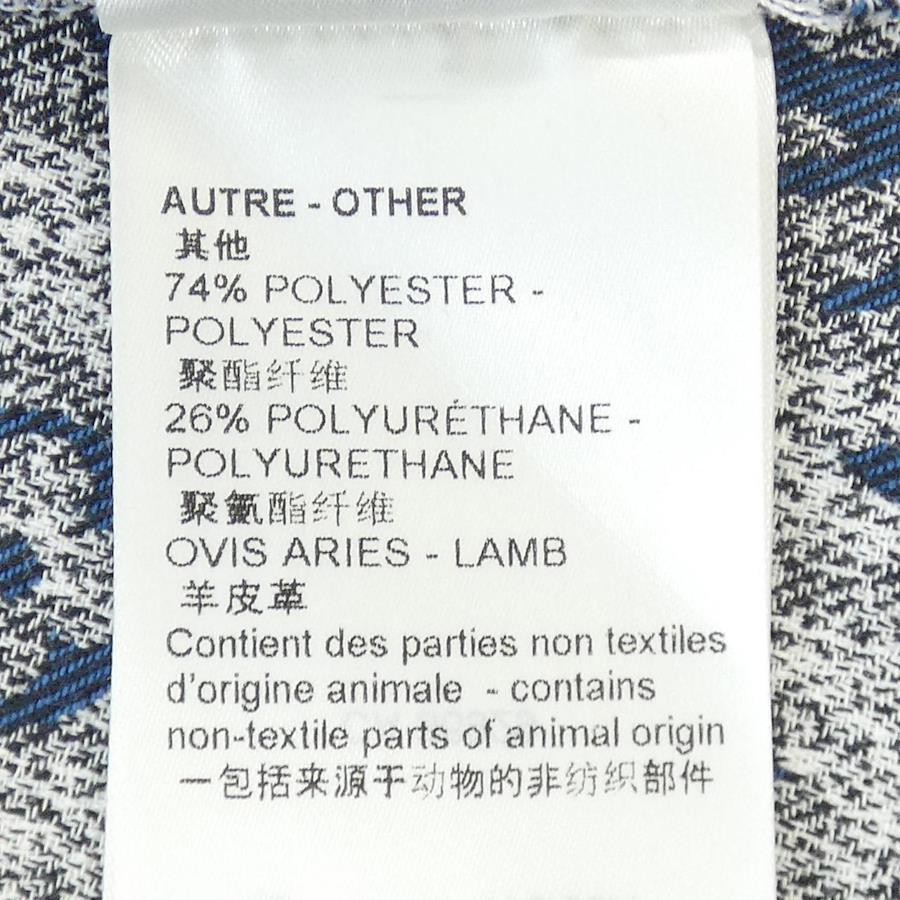 AUTRE - OTHER
其他
74% POLYESTER -
POLYESTER
聚酯纤维
26% POLYURÉTHANE -
POLYURETHANE
聚氨酯纤维
OVIS ARIES - LAMB
羊皮革
Contient des parties non textiles
d'origine animale - contains
non-textile parts of animal origin
一包括来源于动物的非纺织部件